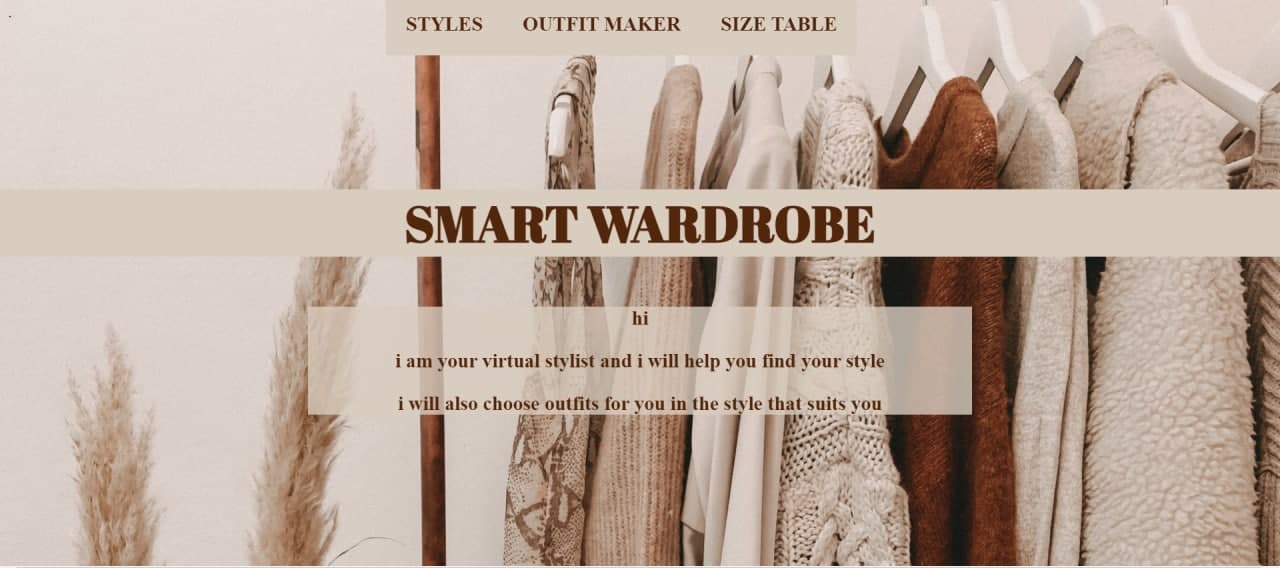 STYLES OUTFIT MAKER SIZE TABLE
SMART WARDROBE
hi
i am your virtual stylist and i will help you find your style
i will also choose outfits for you in the style that suits you